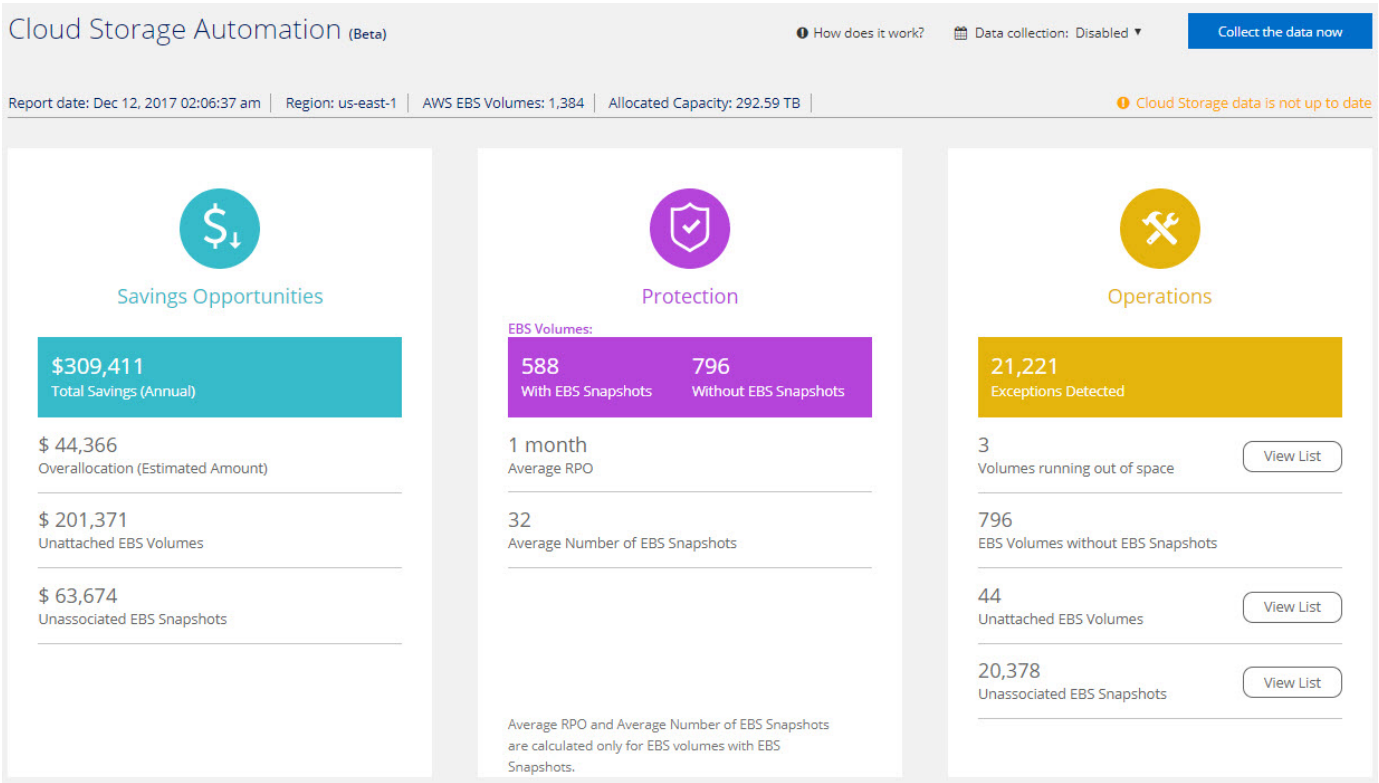 Cloud Storage Automation (Beta)
How does it work?
Data collection: Disabled
Collect the data now
Report date: Dec 12, 2017 02:06:37 am
Region: us-east-1
AWS EBS Volumes: 1,384
Allocated Capacity: 292.59 TB
Cloud Storage data is not up to date
Savings Opportunities
$309,411
Total Savings (Annual)
$ 44,366
Overallocation (Estimated Amount)
$ 201,371
Unattached EBS Volumes
$ 63,674
Unassociated EBS Snapshots
Protection
EBS Volumes:
588
With EBS Snapshots
796
Without EBS Snapshots
1 month
Average RPO
32
Average Number of EBS Snapshots
Average RPO and Average Number of EBS Snapshots
are calculated only for EBS volumes with EBS
Snapshots.
Operations
21,221
Exceptions Detected
3
Volumes running out of space
View List
796
EBS Volumes without EBS Snapshots
44
Unattached EBS Volumes
View List
20,378
Unassociated EBS Snapshots
View List